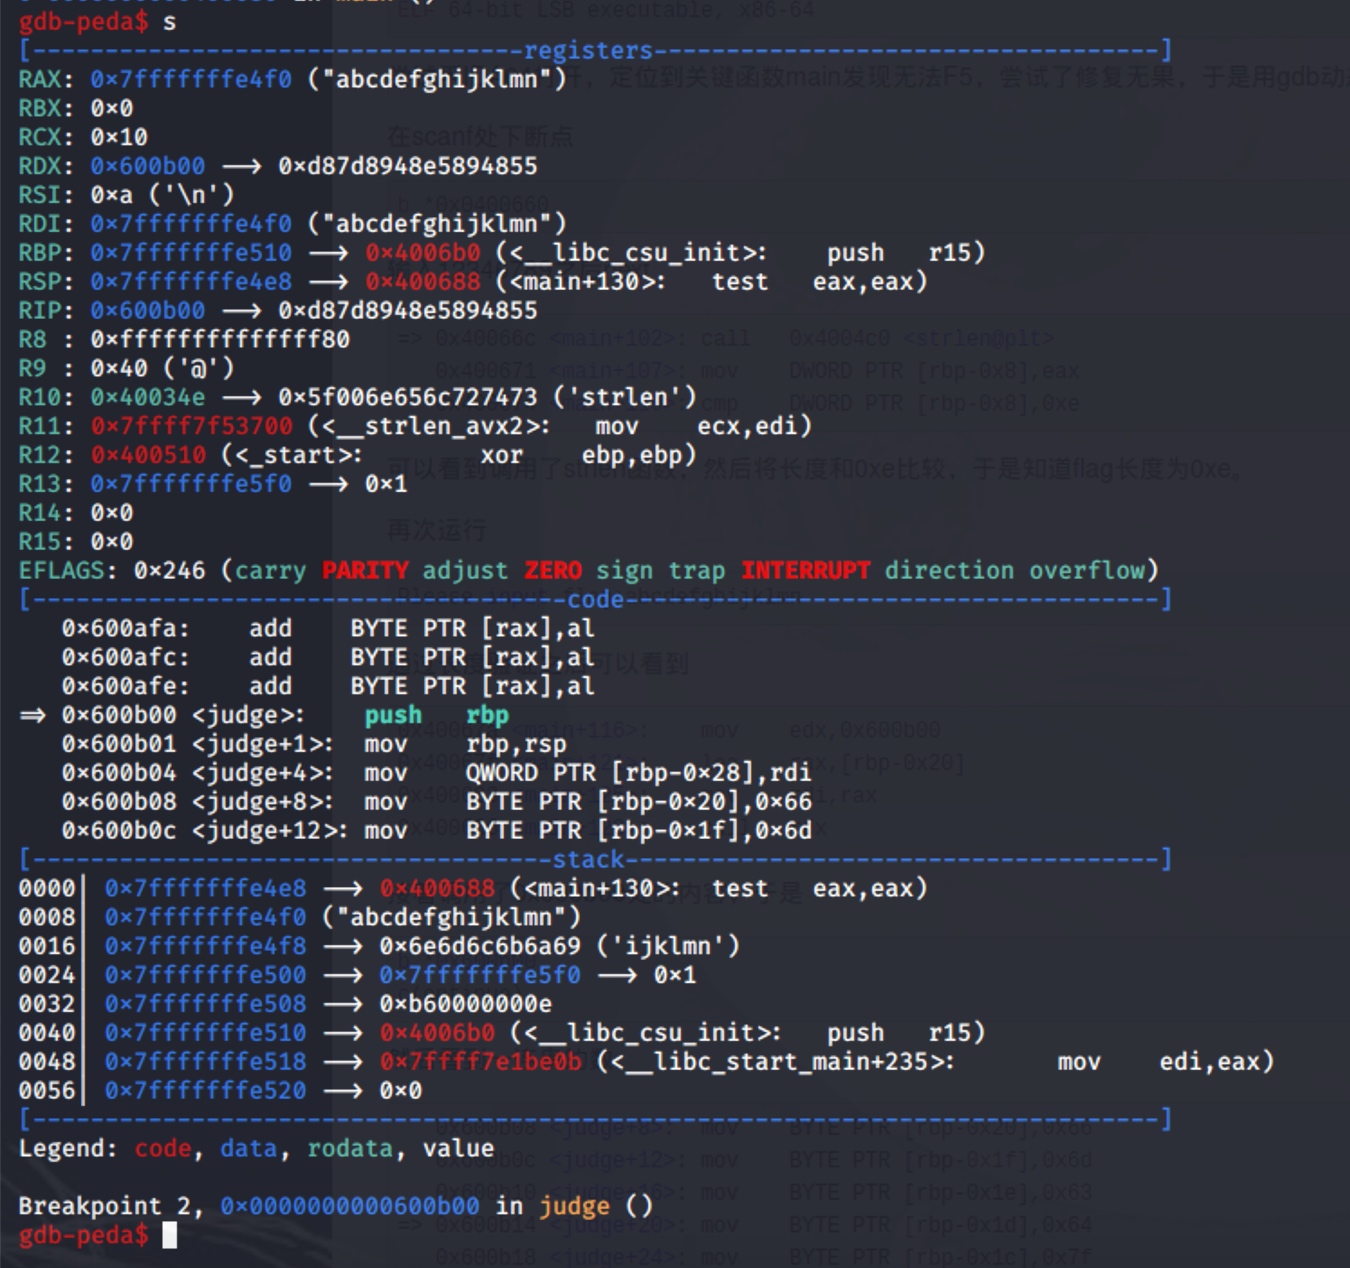 gdb-peda$ s
[----------------------------------registers-----------------------------------]
RAX: 0x7fffffffe4f0 ("abcdefghijklmn")
RBX: 0x0
RCX: 0x10
RDX: 0x600b00 --> 0xd87d8948e5894855
RSI: 0xa ('\n')
RDI: 0x7fffffffe4f0 ("abcdefghijklmn")
RBP: 0x7fffffffe510 --> 0x4006b0 (<__libc_csu_init>: push r15)
RSP: 0x7fffffffe4e8 --> 0x400688 (<main+130>: test eax,eax)
RIP: 0x600b00 --> 0xd87d8948e5894855
R8 : 0xffffffffffffff80
R9 : 0x40 ('@')
R10: 0x40034e --> 0x5f006e656c727473 ('strlen')
R11: 0x7ffff7f53700 (<__strlen_avx2>: mov ecx,edi)
R12: 0x400510 (<_start>: xor ebp,ebp)
R13: 0x7fffffffe5f0 --> 0x1
R14: 0x0
R15: 0x0
EFLAGS: 0x246 (carry PARITY adjust ZERO sign trap INTERRUPT direction overflow)
[-------------------------------------code-------------------------------------]
0x600afa: add BYTE PTR [rax],al
0x600afc: add BYTE PTR [rax],al
0x600afe: add BYTE PTR [rax],al
=> 0x600b00 <judge>: push rbp
0x600b01 <judge+1>: mov rbp,rsp
0x600b04 <judge+4>: mov QWORD PTR [rbp-0x28],rdi
0x600b08 <judge+8>: mov BYTE PTR [rbp-0x20],0x66
0x600b0c <judge+12>: mov BYTE PTR [rbp-0x1f],0x6d
[------------------------------------stack-------------------------------------]
0000| 0x7fffffffe4e8 --> 0x400688 (<main+130>: test eax,eax)
0008| 0x7fffffffe4f0 ("abcdefghijklmn")
0016| 0x7fffffffe4f8 --> 0x6e6d6c6b6a69 ('ijklmn')
0024| 0x7fffffffe500 --> 0x7fffffffe5f0 --> 0x1
0032| 0x7fffffffe508 --> 0xb60000000e
0040| 0x7fffffffe510 --> 0x4006b0 (<__libc_csu_init>: push r15)
0048| 0x7fffffffe518 --> 0x7ffff7e1be0b (<__libc_start_main+235>: mov edi,eax)
0056| 0x7fffffffe520 --> 0x0
[------------------------------------------------------------------------------]
Legend: code, data, rodata, value
Breakpoint 2, 0x0000000000600b00 in judge ()
gdb-peda$